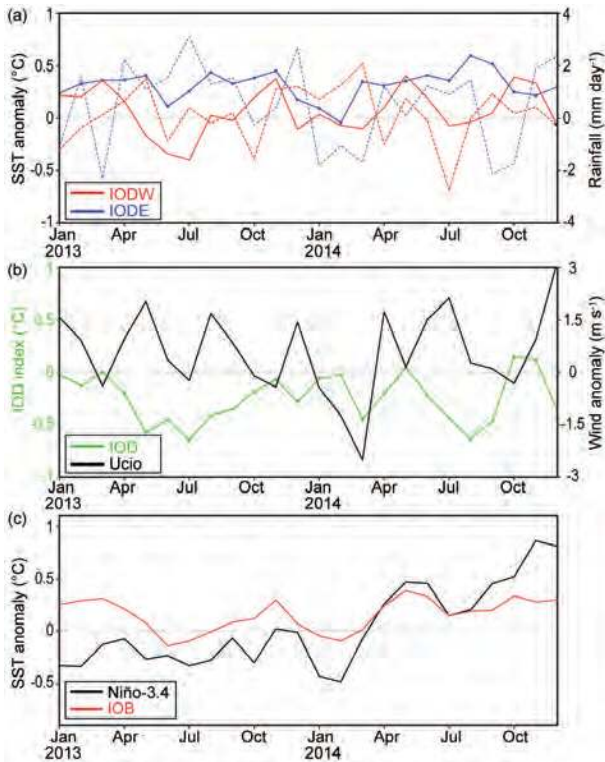 (a)
1
0.5
0
-0.5
-1
SST anomaly (°C)
4
2
0
-2
-4
Rainfall (mm day⁻¹)
IODW
IODE
Jan Apr Jul Oct Jan Apr Jul Oct
2013 2014
(b)
1
0.5
0
-0.5
-1
IOD index (°C)
3
1.5
0
-1.5
-3
Wind anomaly (m s⁻¹)
IOD
Ucio
Jan Apr Jul Oct Jan Apr Jul Oct
2013 2014
(c)
1
0.5
0
-0.5
SST anomaly (°C)
Niño-3.4
IOB
Jan Apr Jul Oct Jan Apr Jul Oct
2013 2014